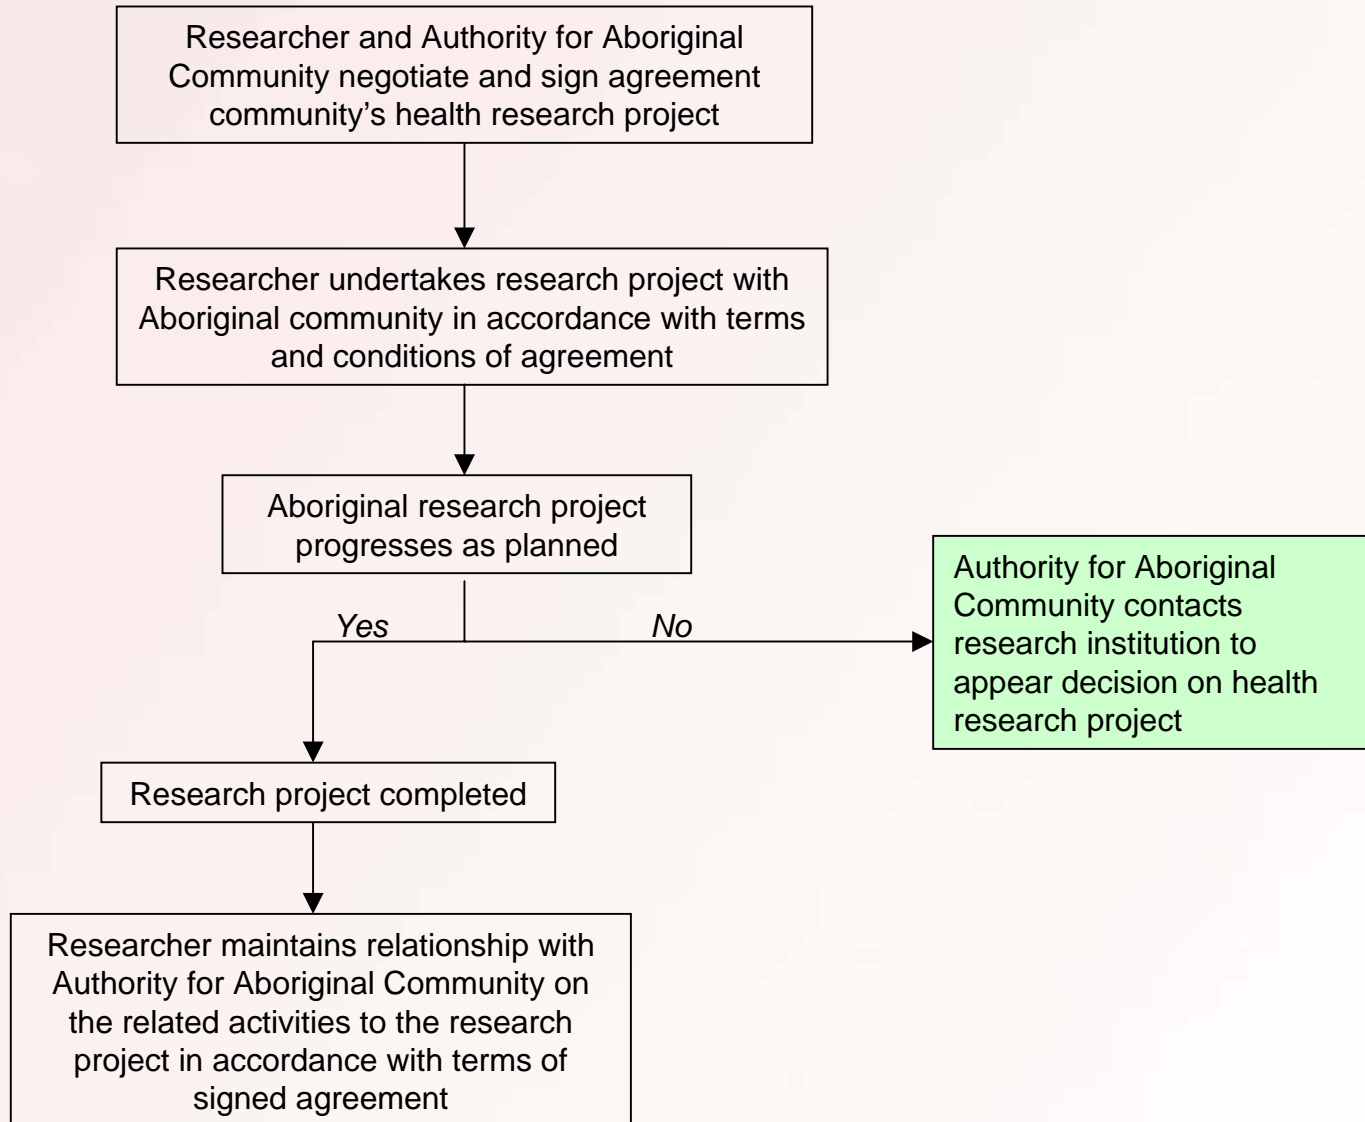 Researcher and Authority for Aboriginal
Community negotiate and sign agreement
community’s health research project
Researcher undertakes research project with
Aboriginal community in accordance with terms
and conditions of agreement
Aboriginal research project
progresses as planned
Yes
No
Authority for Aboriginal
Community contacts
research institution to
appear decision on health
research project
Research project completed
Researcher maintains relationship with
Authority for Aboriginal Community on
the related activities to the research
project in accordance with terms of
signed agreement